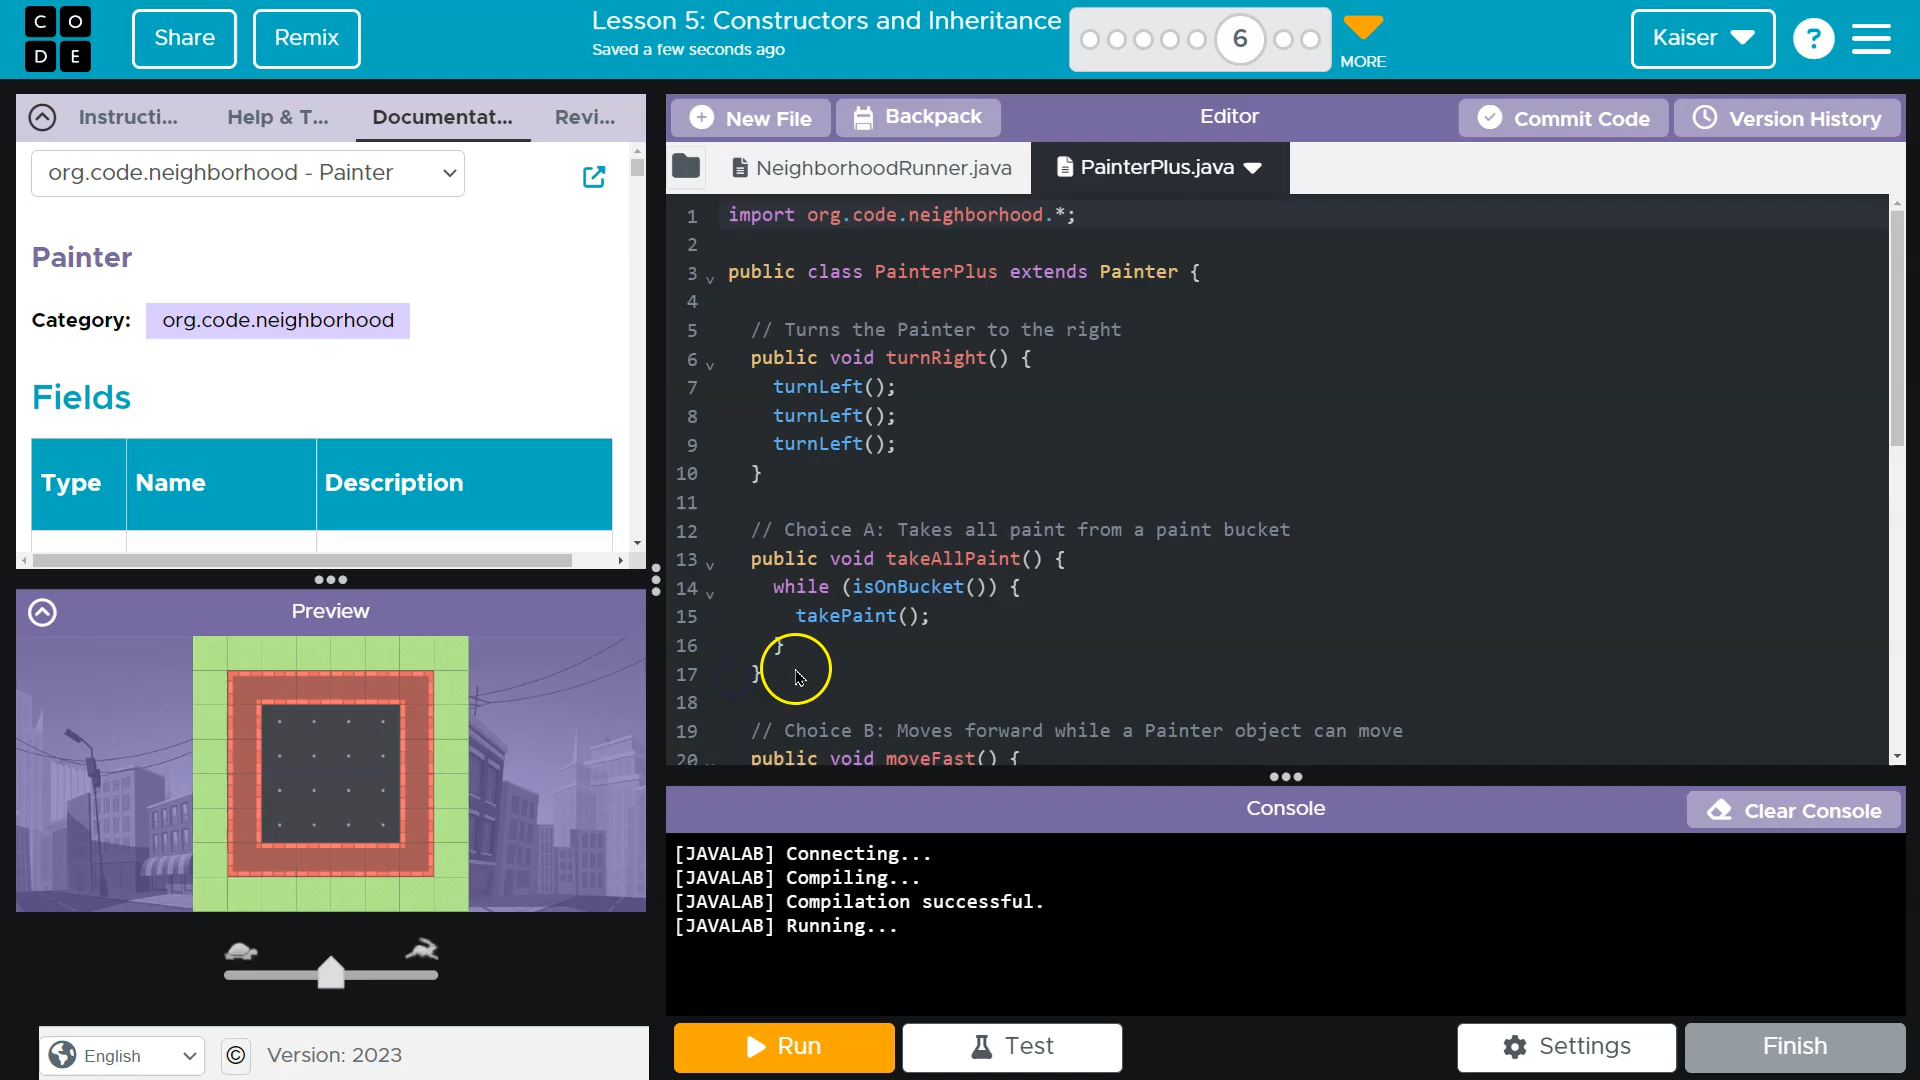 C O D E
Share
Remix
Lesson 5: Constructors and Inheritance
Saved a few seconds ago
6
MORE
Kaiser
?
Instructi...
Help & T...
Documentat...
Revi...
org.code.neighborhood - Painter
Painter
Category: org.code.neighborhood
Fields
Type Name Description
Preview
English
© Version: 2023
New File
Backpack
Editor
Commit Code
Version History
NeighborhoodRunner.java
PainterPlus.java
1 import org.code.neighborhood.*;
2
3 public class PainterPlus extends Painter {
4
5 // Turns the Painter to the right
6 public void turnRight() {
7 turnLeft();
8 turnLeft();
9 turnLeft();
10 }
11
12 // Choice A: Takes all paint from a paint bucket
13 public void takeAllPaint() {
14 while (isOnBucket()) {
15 takePaint();
16 }
17 }
18
19 // Choice B: Moves forward while a Painter object can move
20 public void moveFast() {
Console
Clear Console
[JAVALAB] Connecting...
[JAVALAB] Compiling...
[JAVALAB] Compilation successful.
[JAVALAB] Running...
Run
Test
Settings
Finish